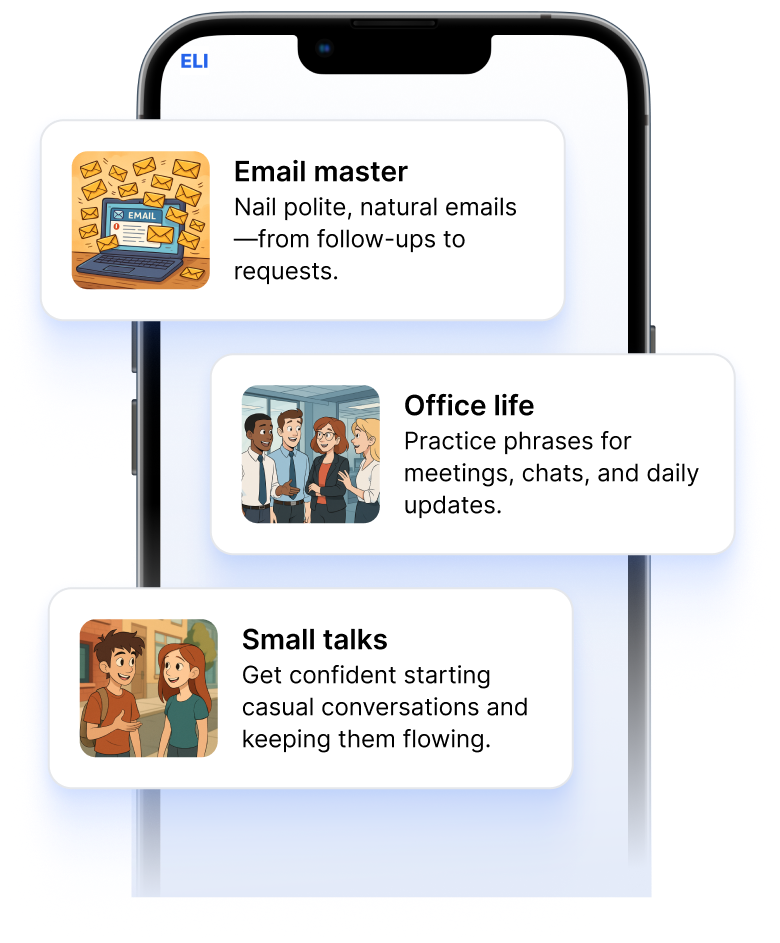 ELI
Email master
Nail polite, natural emails
—from follow-ups to
requests.
EMAIL
Office life
Practice phrases for
meetings, chats, and daily
updates.
Small talks
Get confident starting
casual conversations and
keeping them flowing.